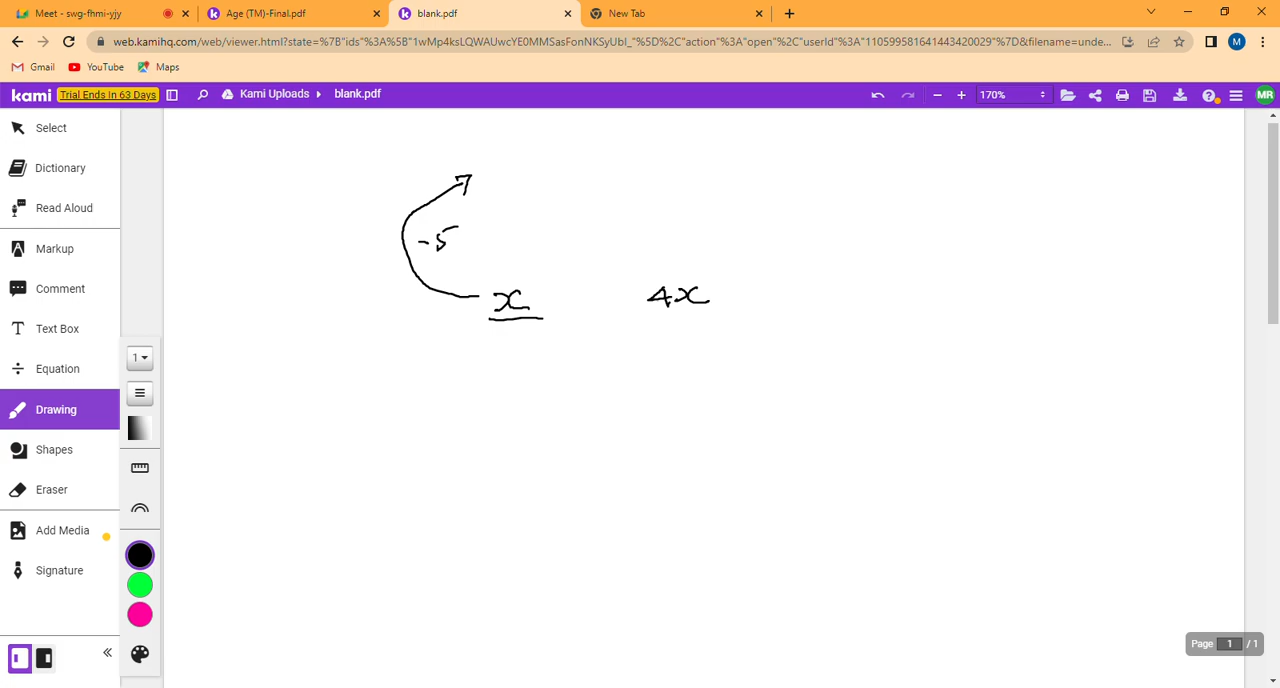 Meet - swg-fhmi-yjy
Age (TM)-Final.pdf
blank.pdf
New Tab
web.kamihq.com/web/viewer.html?state=%7B"ids"%3A%5B"1wMp4ksLQWAUwcYE0MMSasFonNKSyUbI_"%5D%2C"action"%3A"open"%2C"userId"%3A"110599581641443420029"%7D&filename=unde...
M
Gmail
YouTube
Maps
kami
Trial Ends In 63 Days
Kami Uploads
blank.pdf
170%
MR
Select
Dictionary
Read Aloud
Markup
Comment
Text Box
Equation
Drawing
Shapes
Eraser
Add Media
Signature
1
-5
x 4x
Page 1 / 1